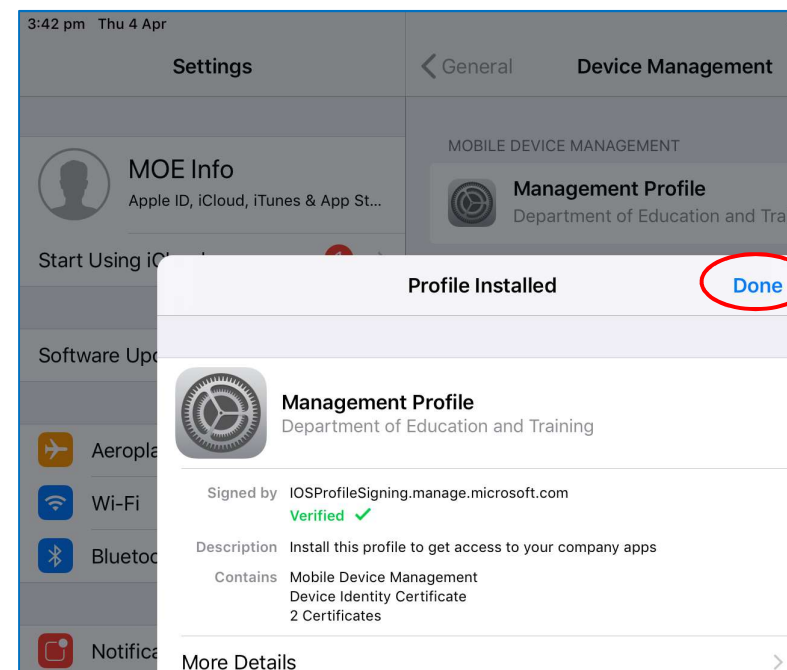 3:42 pm Thu 4 Apr
Settings
General
Device Management
MOBILE DEVICE MANAGEMENT
MOE Info
Apple ID, iCloud, iTunes & App St...
Management Profile
Department of Education and Tra
Start Using
Profile Installed
Done
Software
Management Profile
Department of Education and Training
Signed by IOSProfileSigning.manage.microsoft.com
Verified
Description Install this profile to get access to your company apps
Contains Mobile Device Management
Device Identity Certificate
2 Certificates
More Details
Aeropla
Wi-Fi
Bluetoo
Notifica